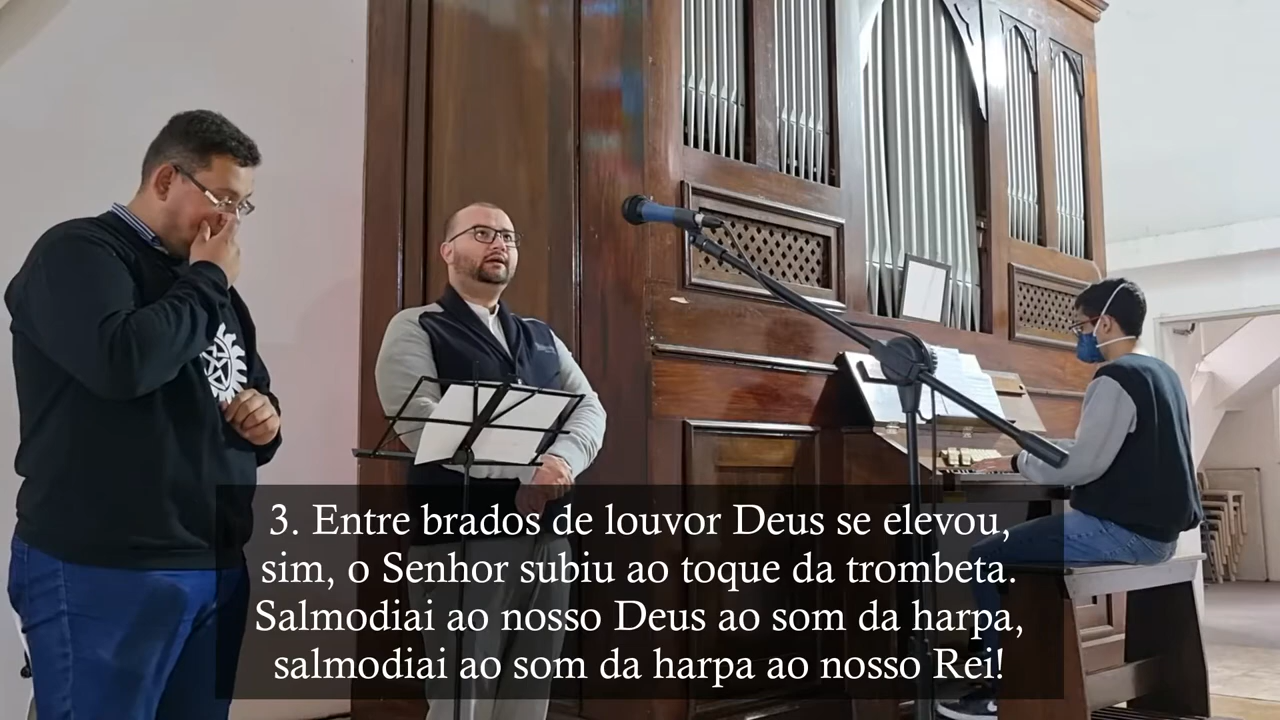 3. Entre brados de louvor Deus se elevou,
sim, o Senhor subiu ao toque da trombeta.
Salmodiai ao nosso Deus ao som da harpa,
salmodiai ao som da harpa ao nosso Rei!